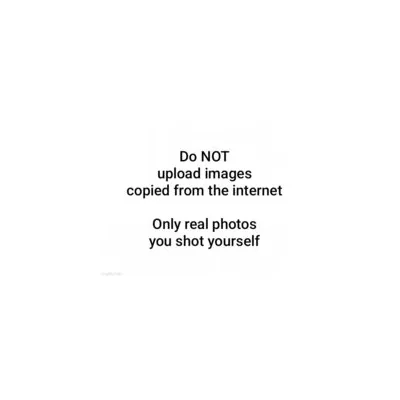 Do NOT
upload images
copied from the internet
Only real photos
you shot yourself